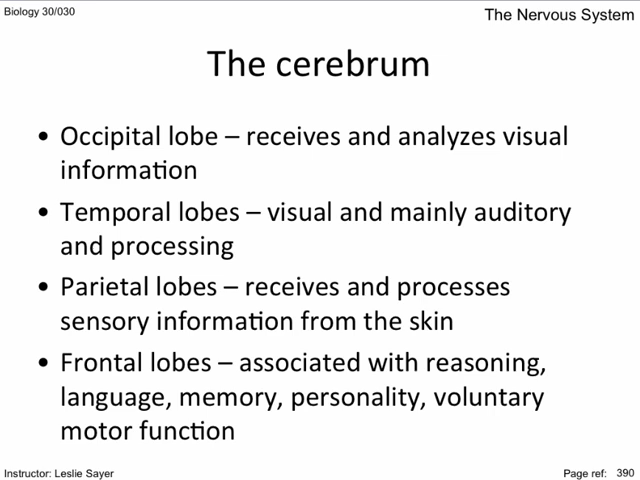 Biology 30/030
The Nervous System
The cerebrum
• Occipital lobe – receives and analyzes visual
information
• Temporal lobes – visual and mainly auditory
and processing
• Parietal lobes – receives and processes
sensory information from the skin
• Frontal lobes – associated with reasoning,
language, memory, personality, voluntary
motor function
Instructor: Leslie Sayer
Page ref: 390